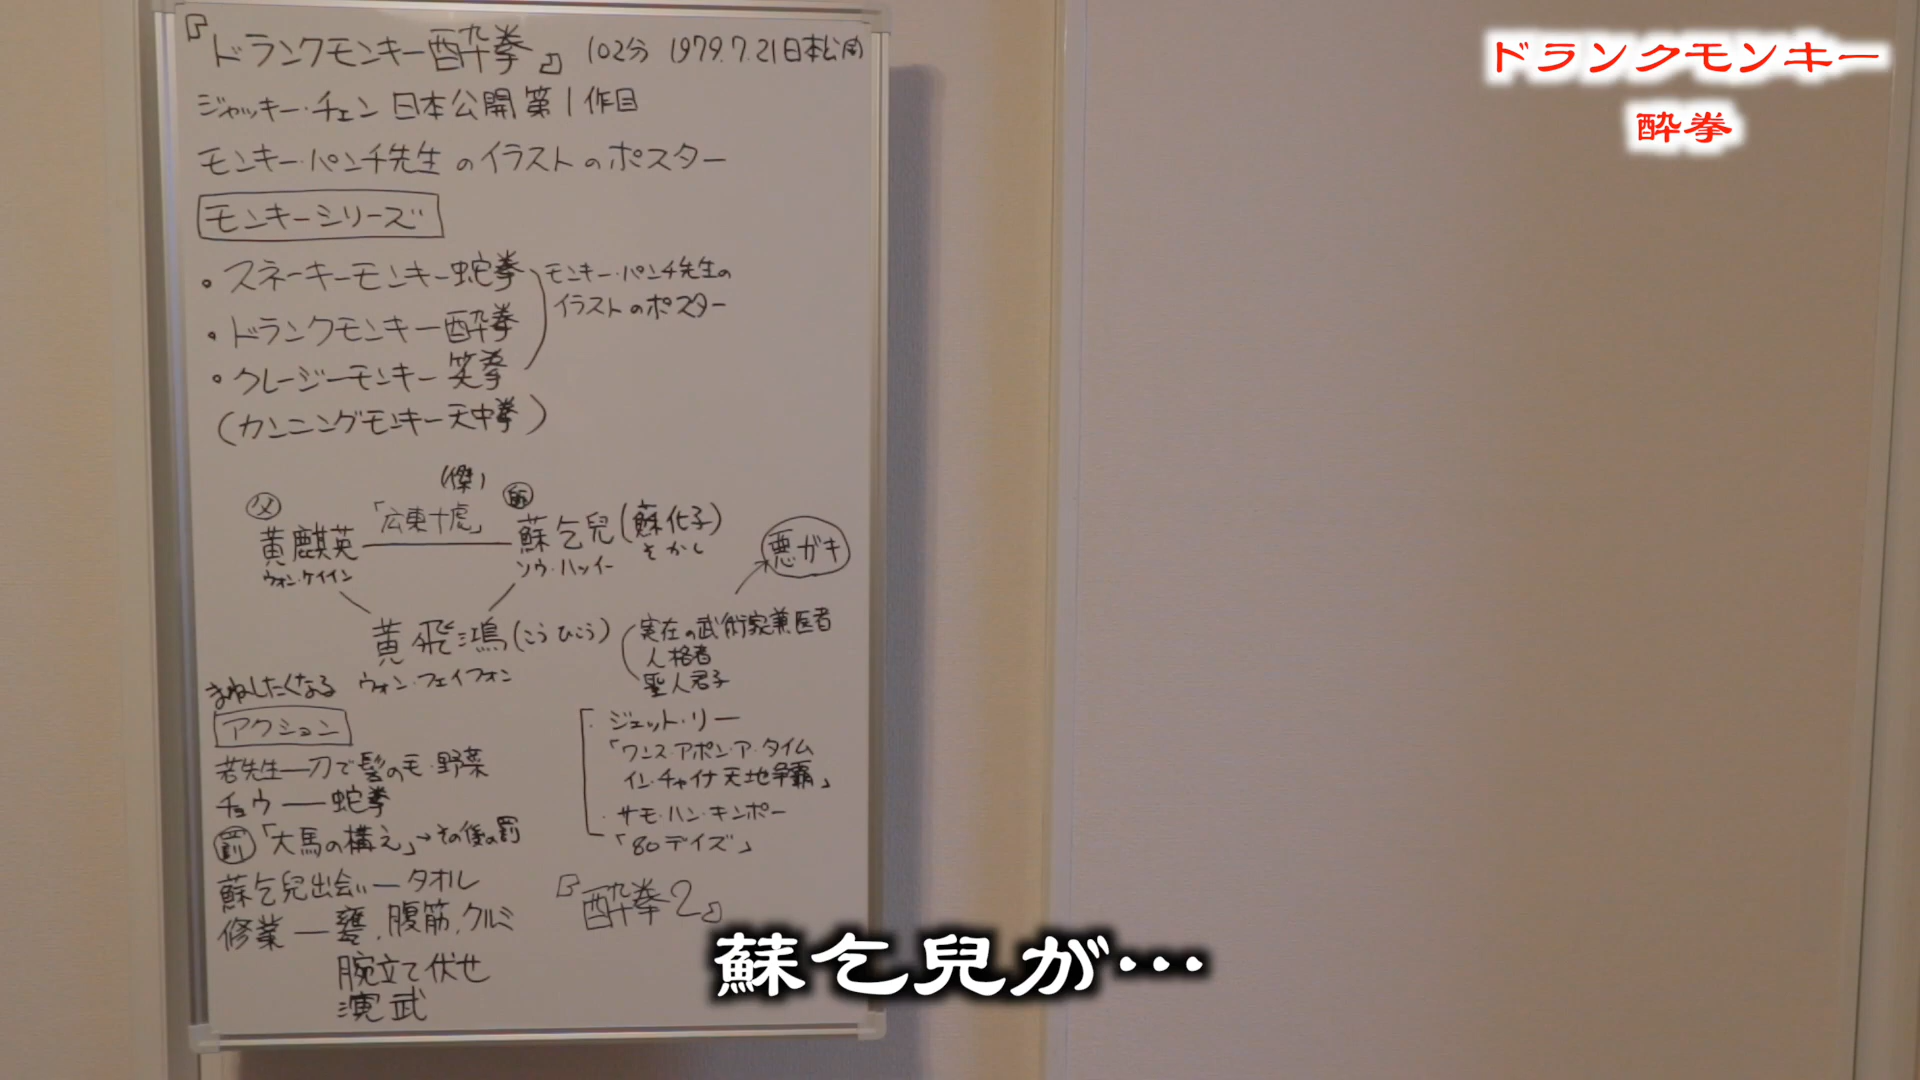 『ドランクモンキー酔拳』 102分 1979.7.21日本公開
ジャッキー・チェン 日本公開第1作目
モンキー・パンチ先生のイラストのポスター
モンキーシリーズ
・スネーキーモンキー蛇拳
・ドランクモンキー酔拳
・クレージーモンキー笑拳
モンキー・パンチ先生の
イラストのポスター
(カンニングモンキー天中拳)
(傑)
父
「広東十虎」
師
黄麒英
ウォン・ケイイン
蘇乞兒(蘇化子)
ソウ・ハッイー
そかし
悪ガキ
黄飛鴻(こうひこう)
ウォン・フェイフォン
実在の武術家兼医者
人格者
聖人君子
まねしたくなる
アクション
若先生―刀で髪の毛・野菜
チョウ――蛇拳
罰「大馬の構え」→その後の罰
蘇乞兒出会い―タオル
修業―甕、腹筋、クルミ
腕立て伏せ
演武
・ジェット・リー
「ワンス・アポン・ア・タイム
イン・チャイナ天地争覇」
・サモ・ハン・キンポー
「80デイズ」
『酔拳2』
ドランクモンキー
酔拳
蘇乞兒が…